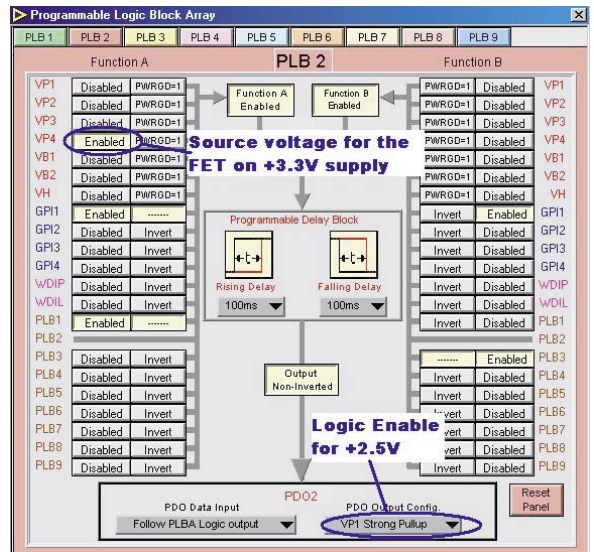 Programmable Logic Block Array
PLB 1 PLB 2 PLB 3 PLB 4 PLB 5 PLB 6 PLB 7 PLB 8 PLB 9
Function A PLB 2 Function B
VP1 Disabled PWRGD=1 PWRGD=1 Disabled VP1
Function A Enabled
Function B Enabled
VP2 Disabled PWRGD=1 PWRGD=1 Disabled VP2
VP3 Disabled PWRGD=1 PWRGD=1 Disabled VP3
VP4 Enabled PWRGD=1 PWRGD=1 Disabled VP4
Source voltage for the
FET on +3.3V supply
VB1 Disabled PWRGD=1 PWRGD=1 Disabled VB1
VB2 Disabled PWRGD=1 PWRGD=1 Disabled VB2
VH Disabled PWRGD=1 PWRGD=1 Disabled VH
GPI1 Enabled ------- Invert Enabled GPI1
GPI2 Disabled Invert Invert Disabled GPI2
GPI3 Disabled Invert Invert Disabled GPI3
GPI4 Disabled Invert Invert Disabled GPI4
WDIP Disabled Invert Invert Disabled WDIP
WDIL Disabled Invert Invert Disabled WDIL
PLB1 Enabled ------- Invert Disabled PLB1
PLB2 PLB2
Programmable Delay Block
t t
Rising Delay Falling Delay
100ms 100ms
PLB3 Disabled Invert ------- Enabled PLB3
PLB4 Disabled Invert Invert Disabled PLB4
PLB5 Disabled Invert Invert Disabled PLB5
PLB6 Disabled Invert Invert Disabled PLB6
PLB7 Disabled Invert Invert Disabled PLB7
PLB8 Disabled Invert Invert Disabled PLB8
PLB9 Disabled Invert Invert Disabled PLB9
Output
Non-Inverted
Logic Enable
for +2.5V
PDO2
PDO Data Input PDO Output Config.
Follow PLBA Logic output VP1 Strong Pullup
Reset
Panel